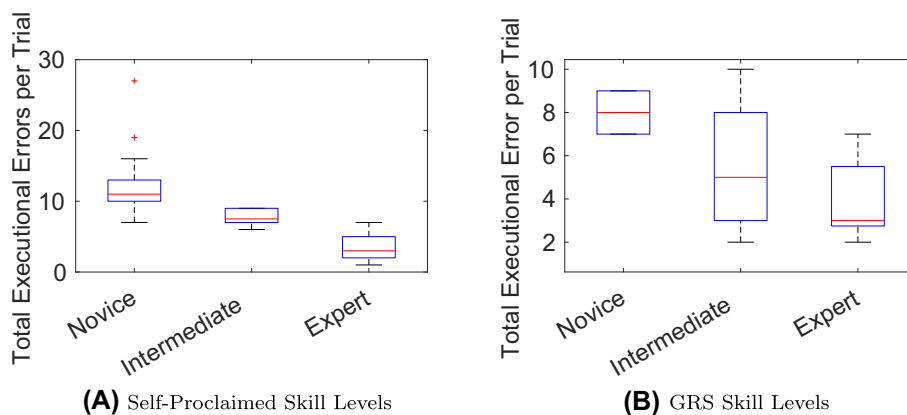 Total Executional Errors per Trial
30
20
10
0
Novice
Intermediate
Expert
(A) Self-Proclaimed Skill Levels
Total Executional Error per Trial
10
8
6
4
2
Novice
Intermediate
Expert
(B) GRS Skill Levels